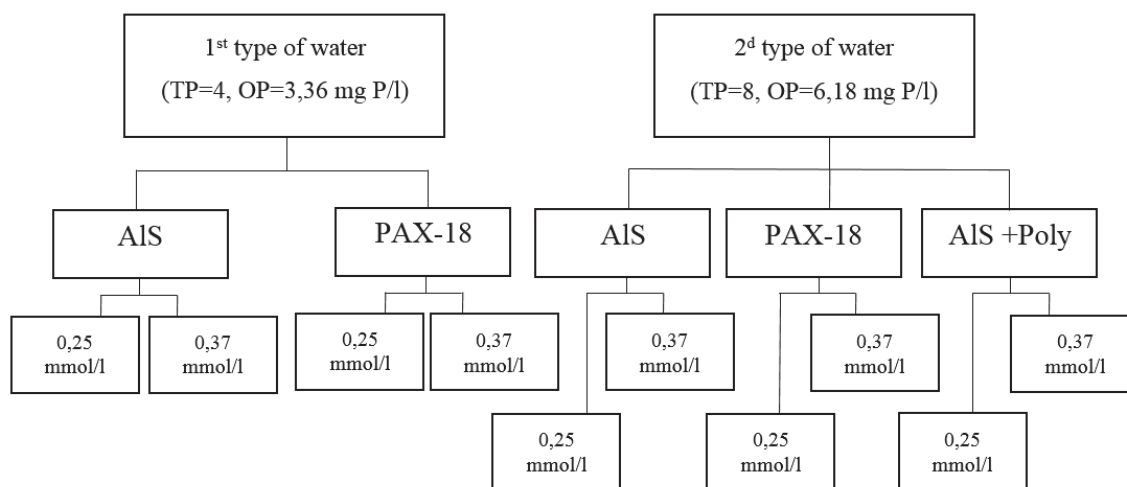 1st type of water
(TP=4, OP=3,36 mg P/l)
2d type of water
(TP=8, OP=6,18 mg P/l)
AlS
PAX-18
AlS
PAX-18
AlS +Poly
0,25
mmol/l
0,37
mmol/l
0,25
mmol/l
0,37
mmol/l
0,37
mmol/l
0,37
mmol/l
0,37
mmol/l
0,25
mmol/l
0,25
mmol/l
0,25
mmol/l